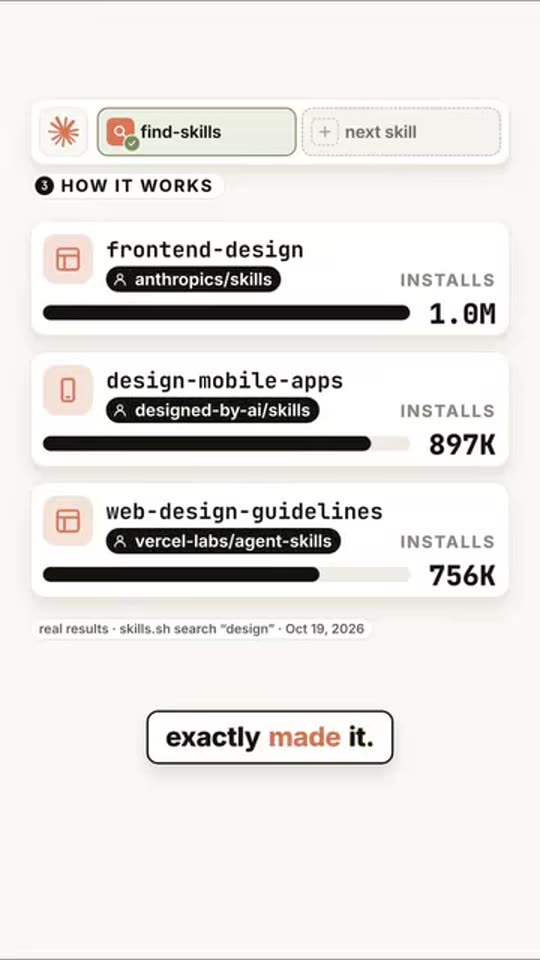 find-skills
+ next skill
3 HOW IT WORKS
frontend-design
anthropics/skills
INSTALLS
1.0M
design-mobile-apps
designed-by-ai/skills
INSTALLS
897K
web-design-guidelines
vercel-labs/agent-skills
INSTALLS
756K
real results · skills.sh search “design” · Oct 19, 2026
exactly made it.